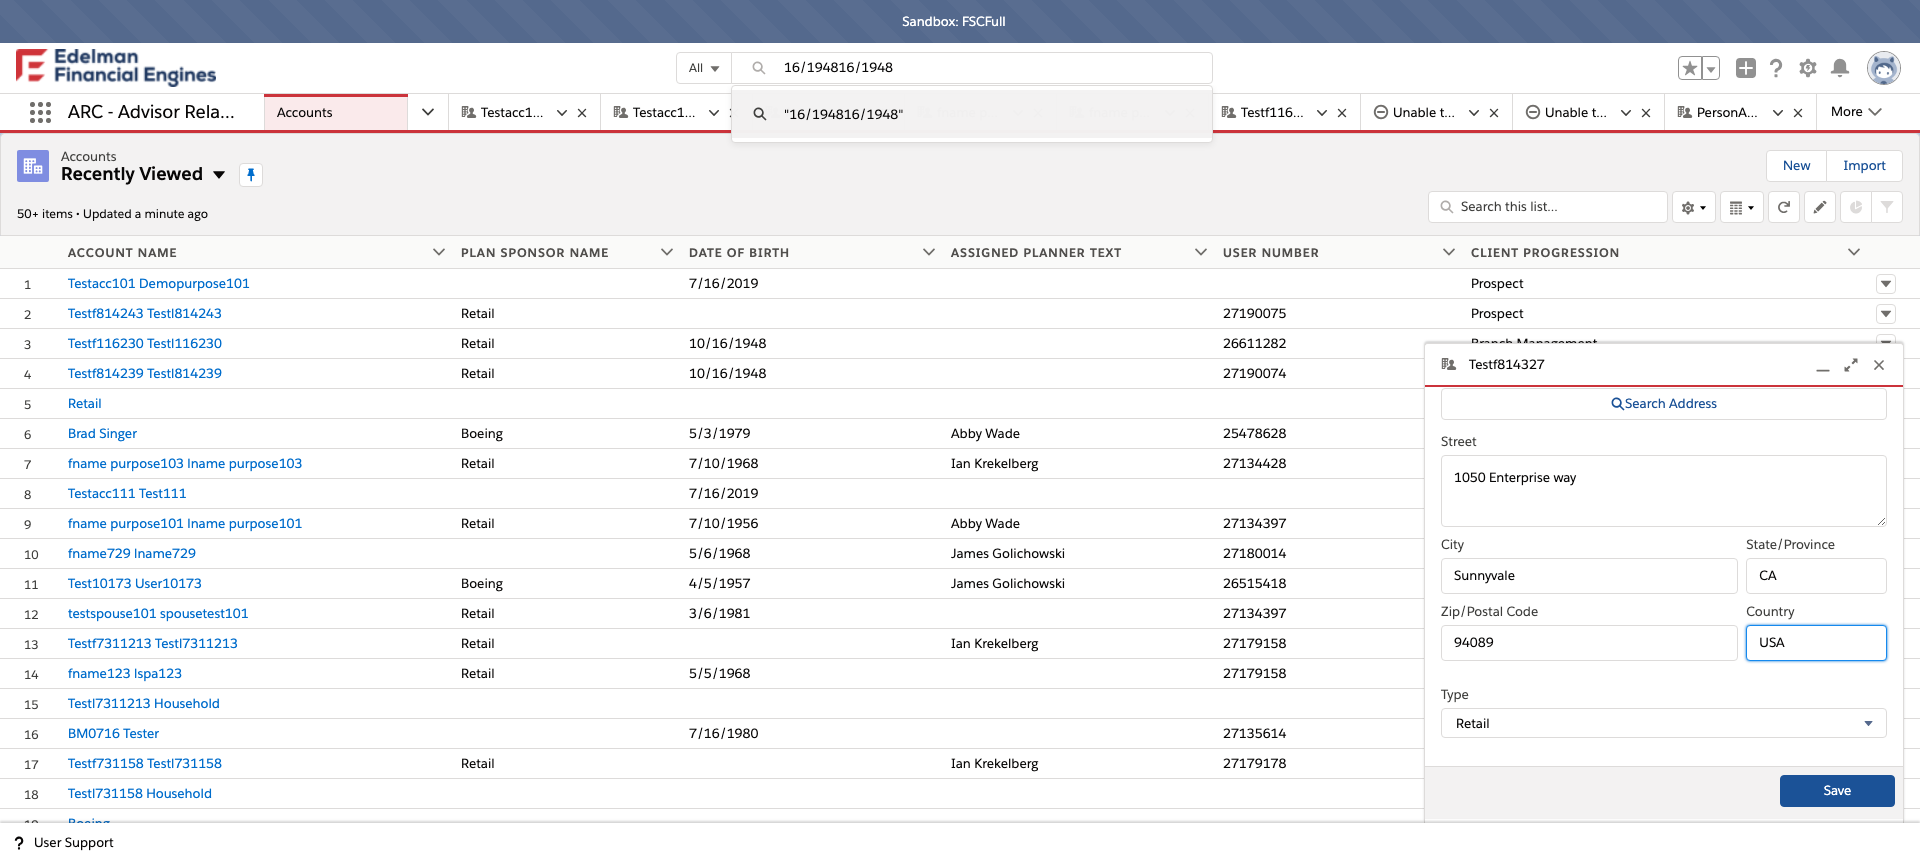 Sandbox: FSCFull
Edelman
Financial Engines
All
16/194816/1948
"16/194816/1948"
ARC - Advisor Rela...
Accounts
Testacc1...
Testacc1...
Testf116...
Unable t...
Unable t...
PersonA...
More
Accounts
Recently Viewed
New
Import
50+ items • Updated a minute ago
Search this list...
ACCOUNT NAME PLAN SPONSOR NAME DATE OF BIRTH ASSIGNED PLANNER TEXT USER NUMBER CLIENT PROGRESSION
1 Testacc101 Demopurpose101 7/16/2019 Prospect
2 Testf814243 Testl814243 Retail 27190075 Prospect
3 Testf116230 Testl116230 Retail 10/16/1948 26611282 Branch Management
4 Testf814239 Testl814239 Retail 10/16/1948 27190074
5 Retail
6 Brad Singer Boeing 5/3/1979 Abby Wade 25478628
7 fname purpose103 lname purpose103 Retail 7/10/1968 Ian Krekelberg 27134428
8 Testacc111 Test111 7/16/2019
9 fname purpose101 lname purpose101 Retail 7/10/1956 Abby Wade 27134397
10 fname729 lname729 5/6/1968 James Golichowski 27180014
11 Test10173 User10173 Boeing 4/5/1957 James Golichowski 26515418
12 testspouse101 spousetest101 Retail 3/6/1981 27134397
13 Testf7311213 Testl7311213 Retail Ian Krekelberg 27179158
14 fname123 lspa123 Retail 5/5/1968 27179158
15 Testl7311213 Household
16 BM0716 Tester 7/16/1980 27135614
17 Testf731158 Testl731158 Retail Ian Krekelberg 27179178
18 Testl731158 Household
19 Boeing
Testf814327
Search Address
Street
1050 Enterprise way
City
State/Province
Sunnyvale
CA
Zip/Postal Code
Country
94089
USA
Type
Retail
Save
? User Support